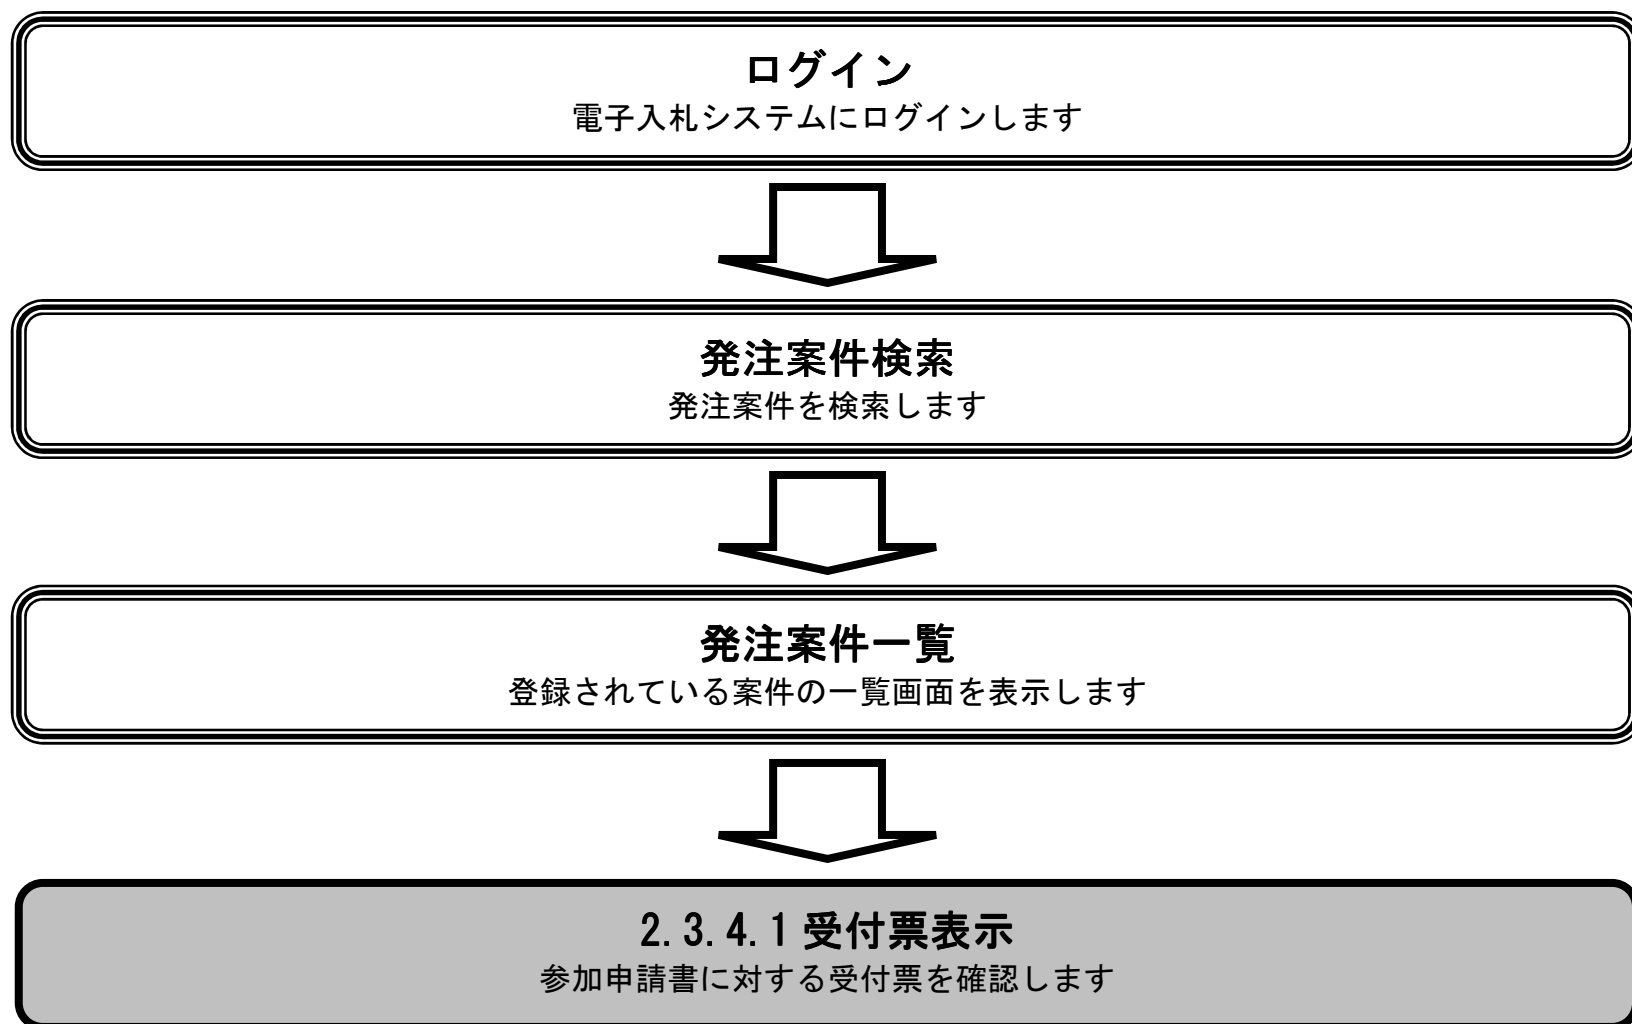 ログイン
電子入札システムにログインします
発注案件検索
発注案件を検索します
発注案件一覧
登録されている案件の一覧画面を表示します
2.3.4.1 受付票表示
参加申請書に対する受付票を確認します